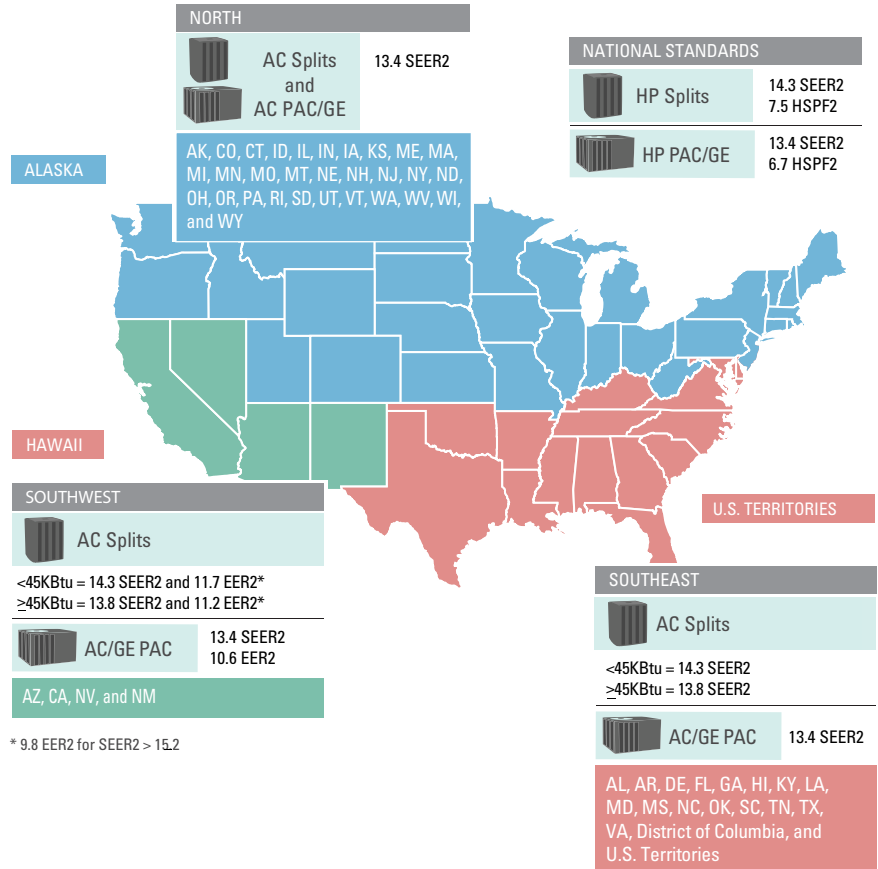 NORTH
AC Splits
and
AC PAC/GE
13.4 SEER2
AK, CO, CT, ID, IL, IN, IA, KS, ME, MA,
MI, MN, MO, MT, NE, NH, NJ, NY, ND,
OH, OR, PA, RI, SD, UT, VT, WA, WV, WI,
and WY
NATIONAL STANDARDS
HP Splits
14.3 SEER2
7.5 HSPF2
HP PAC/GE
13.4 SEER2
6.7 HSPF2
ALASKA
HAWAII
SOUTHWEST
AC Splits
<45KBtu = 14.3 SEER2 and 11.7 EER2*
≥45KBtu = 13.8 SEER2 and 11.2 EER2*
AC/GE PAC
13.4 SEER2
10.6 EER2
AZ, CA, NV, and NM
* 9.8 EER2 for SEER2 > 15.2
U.S. TERRITORIES
SOUTHEAST
AC Splits
<45KBtu = 14.3 SEER2
≥45KBtu = 13.8 SEER2
AC/GE PAC
13.4 SEER2
AL, AR, DE, FL, GA, HI, KY, LA,
MD, MS, NC, OK, SC, TN, TX,
VA, District of Columbia, and
U.S. Territories